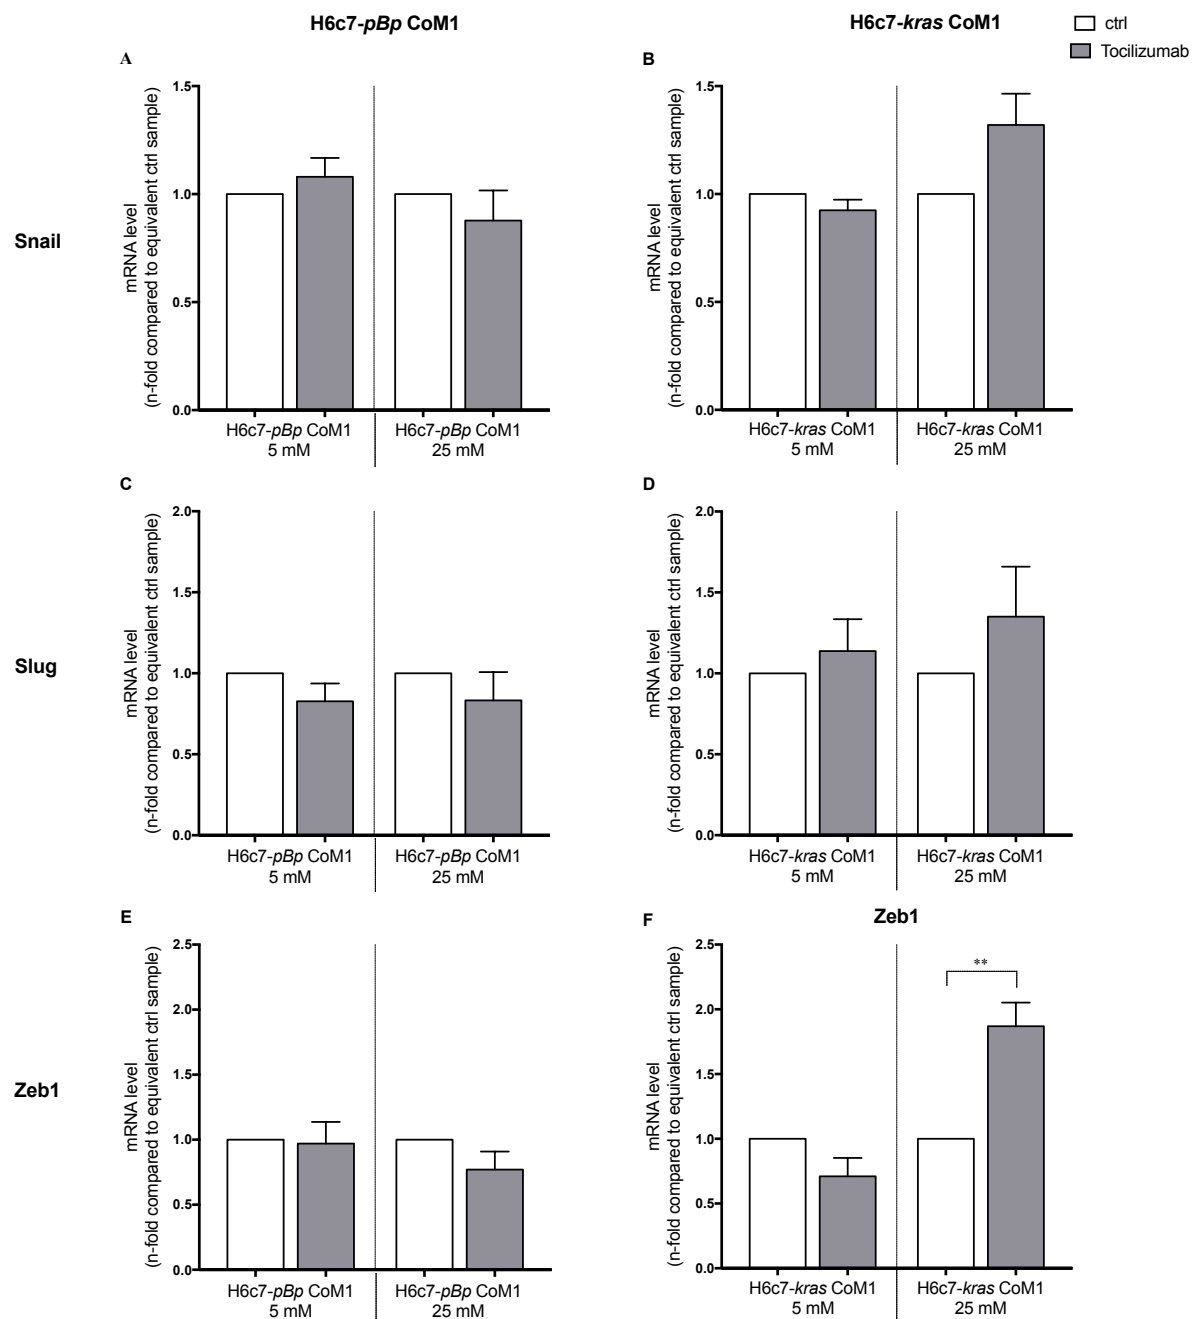 H6c7-pBp CoM1
H6c7-kras CoM1
ctrl
Tocilizumab
Snail
A
mRNA level
(n-fold compared to equivalent ctrl sample)
1.5
1.0
0.5
0.0
H6c7-pBp CoM1
5 mM
H6c7-pBp CoM1
25 mM
B
mRNA level
(n-fold compared to equivalent ctrl sample)
1.5
1.0
0.5
0.0
H6c7-kras CoM1
5 mM
H6c7-kras CoM1
25 mM
Slug
C
mRNA level
(n-fold compared to equivalent ctrl sample)
2.0
1.5
1.0
0.5
0.0
H6c7-pBp CoM1
5 mM
H6c7-pBp CoM1
25 mM
D
mRNA level
(n-fold compared to equivalent ctrl sample)
2.0
1.5
1.0
0.5
0.0
H6c7-kras CoM1
5 mM
H6c7-kras CoM1
25 mM
Zeb1
E
mRNA level
(n-fold compared to equivalent ctrl sample)
2.5
2.0
1.5
1.0
0.5
0.0
H6c7-pBp CoM1
5 mM
H6c7-pBp CoM1
25 mM
F
Zeb1
mRNA level
(n-fold compared to equivalent ctrl sample)
2.5
2.0
1.5
1.0
0.5
0.0
**
H6c7-kras CoM1
5 mM
H6c7-kras CoM1
25 mM